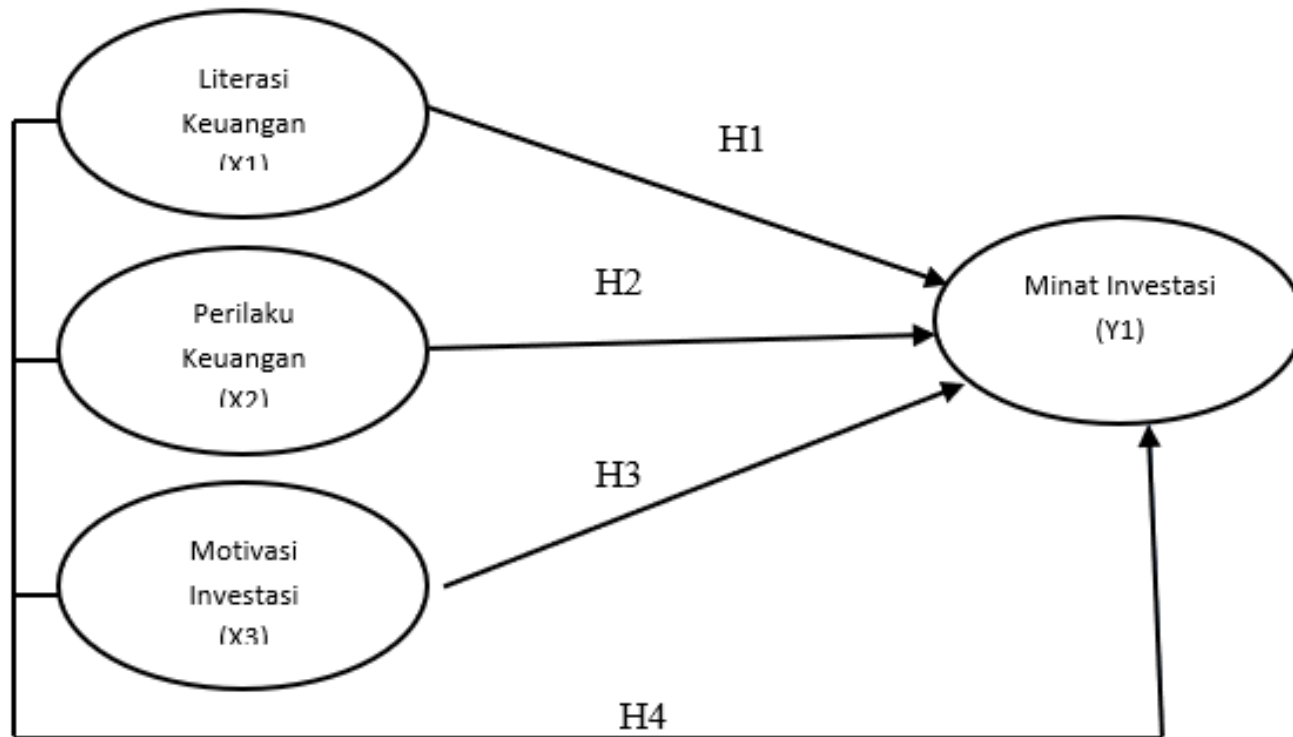 Literasi
Keuangan
(X1)
H1
Perilaku
Keuangan
(X2)
H2
Minat Investasi
(Y1)
Motivasi
Investasi
(X3)
H3
H4